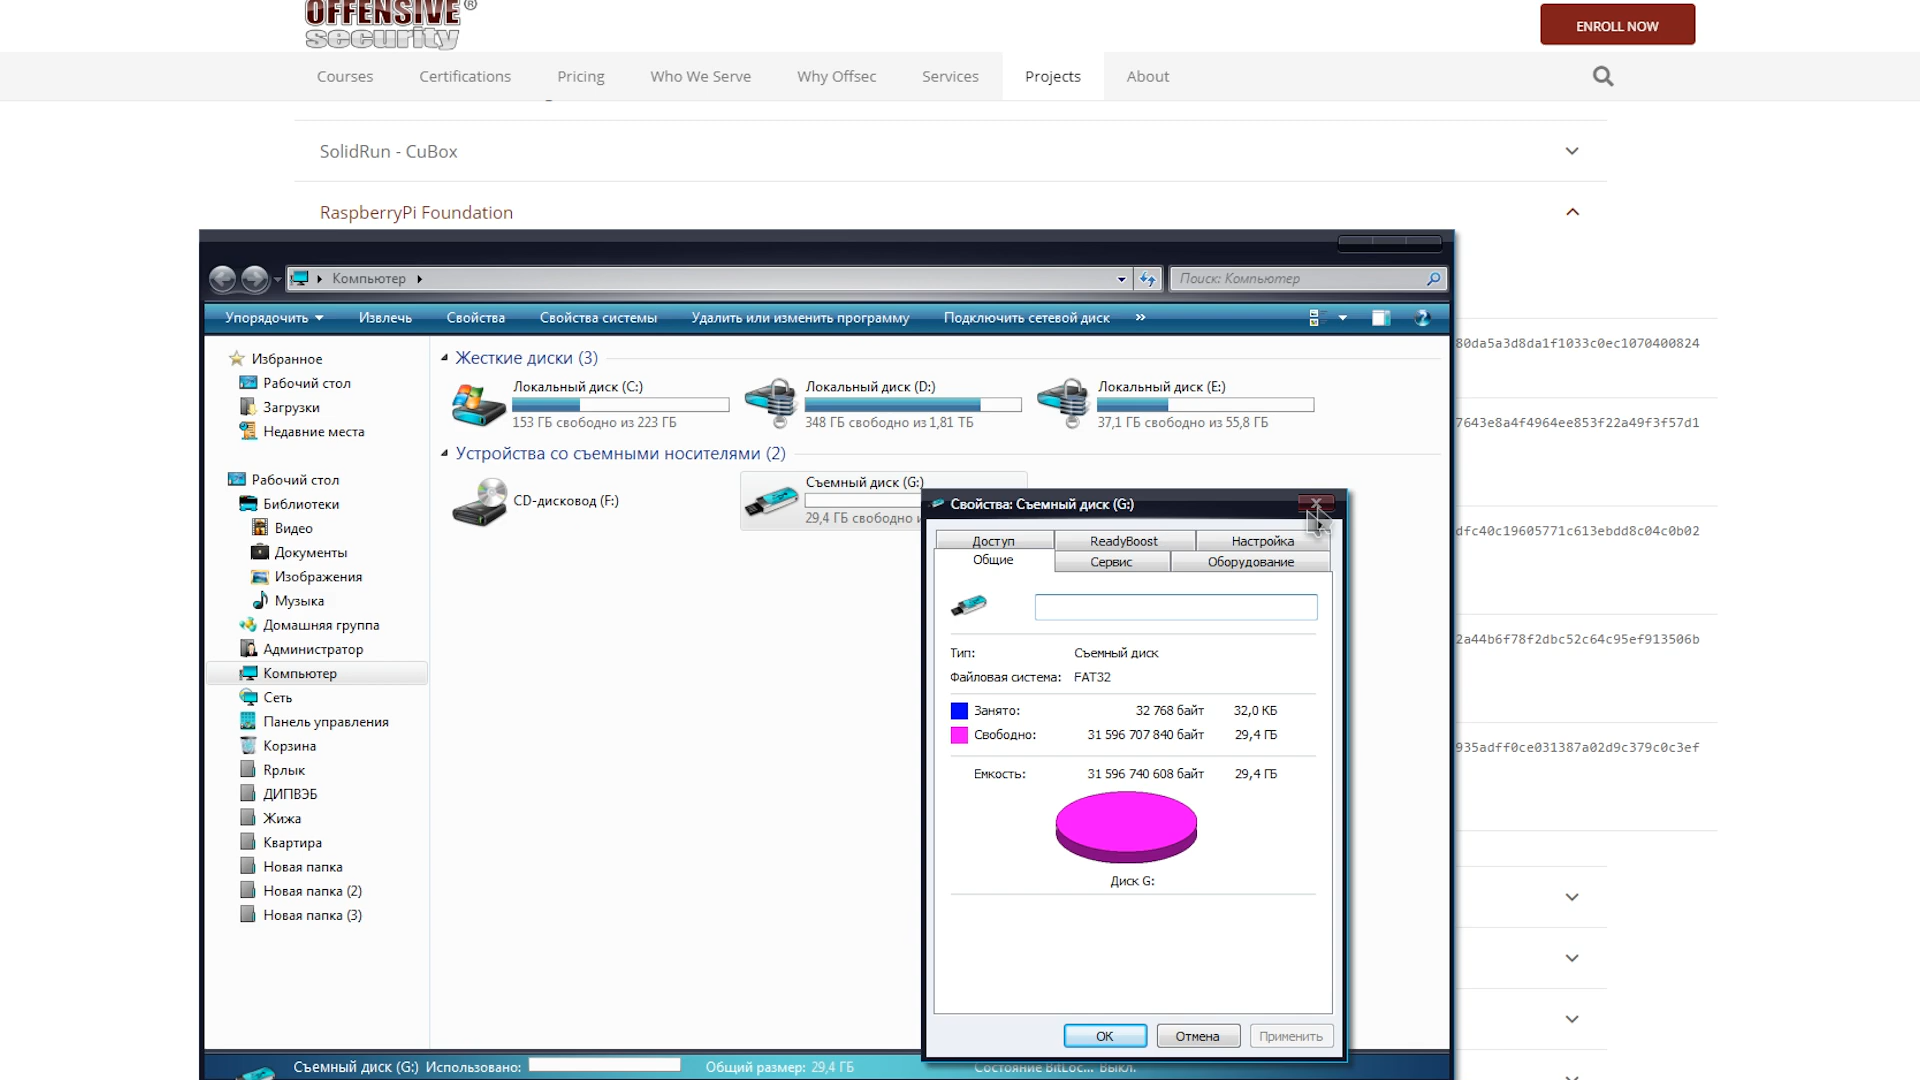 OFFENSIVE®
security
ENROLL NOW
Courses Certifications Pricing Who We Serve Why Offsec Services Projects About
SolidRun - CuBox
RaspberryPi Foundation
Компьютер
Поиск: Компьютер
Упорядочить Извлечь Свойства Свойства системы Удалить или изменить программу Подключить сетевой диск »
Избранное
Рабочий стол
Загрузки
Недавние места
Рабочий стол
Библиотеки
Видео
Документы
Изображения
Музыка
Домашняя группа
Администратор
Компьютер
Сеть
Панель управления
Корзина
Ярлык
ДИПВЭБ
Жижа
Квартира
Новая папка
Новая папка (2)
Новая папка (3)
Жесткие диски (3)
Локальный диск (C:)
153 ГБ свободно из 223 ГБ
Локальный диск (D:)
348 ГБ свободно из 1,81 ТБ
Локальный диск (E:)
37,1 ГБ свободно из 55,8 ГБ
Устройства со съемными носителями (2)
CD-дисковод (F:)
Съемный диск (G:)
29,4 ГБ свободно
Свойства: Съемный диск (G:)
Доступ ReadyBoost Настройка
Общие Сервис Оборудование
Тип: Съемный диск
Файловая система: FAT32
Занято: 32 768 байт 32,0 КБ
Свободно: 31 596 707 840 байт 29,4 ГБ
Емкость: 31 596 740 608 байт 29,4 ГБ
Диск G:
ОК Отмена Применить
80da5a3d8da1f1033c0ec1070400824
7643e8a4f4964ee853f22a49f3f57d1
dfc40c19605771c613ebdd8c04c0b02
2a44b6f78f2dbc52c64c95ef913506b
935adff0ce031387a02d9c379c0c3ef
Съемный диск (G:) Использовано: Общий размер: 29,4 ГБ Состояние BitLoc... Выкл.